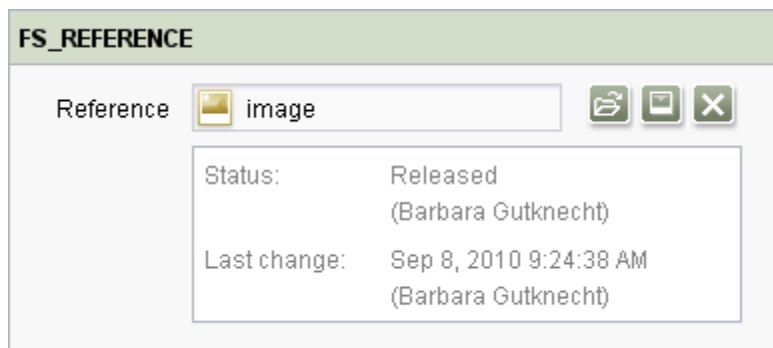 FS_REFERENCE
Reference image
Status: Released
(Barbara Gutknecht)
Last change: Sep 8, 2010 9:24:38 AM
(Barbara Gutknecht)